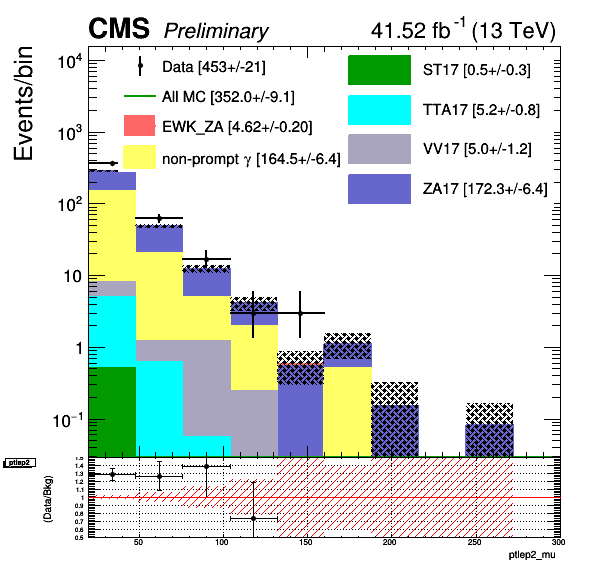 CMS Preliminary 41.52 fb⁻¹ (13 TeV)
Events/bin
10⁴
10³
10²
10
1
10⁻¹
Data [453+/-21]
All MC [352.0+/-9.1]
EWK_ZA [4.62+/-0.20]
non-prompt γ [164.5+/-6.4]
ST17 [0.5+/-0.3]
TTA17 [5.2+/-0.8]
VV17 [5.0+/-1.2]
ZA17 [172.3+/-6.4]
ptlep2
(Data/Bkg)
1.5
1.4
1.3
1.2
1.1
1
0.9
0.8
0.7
0.6
0.5
50 100 150 200 250 300
ptlep2_mu